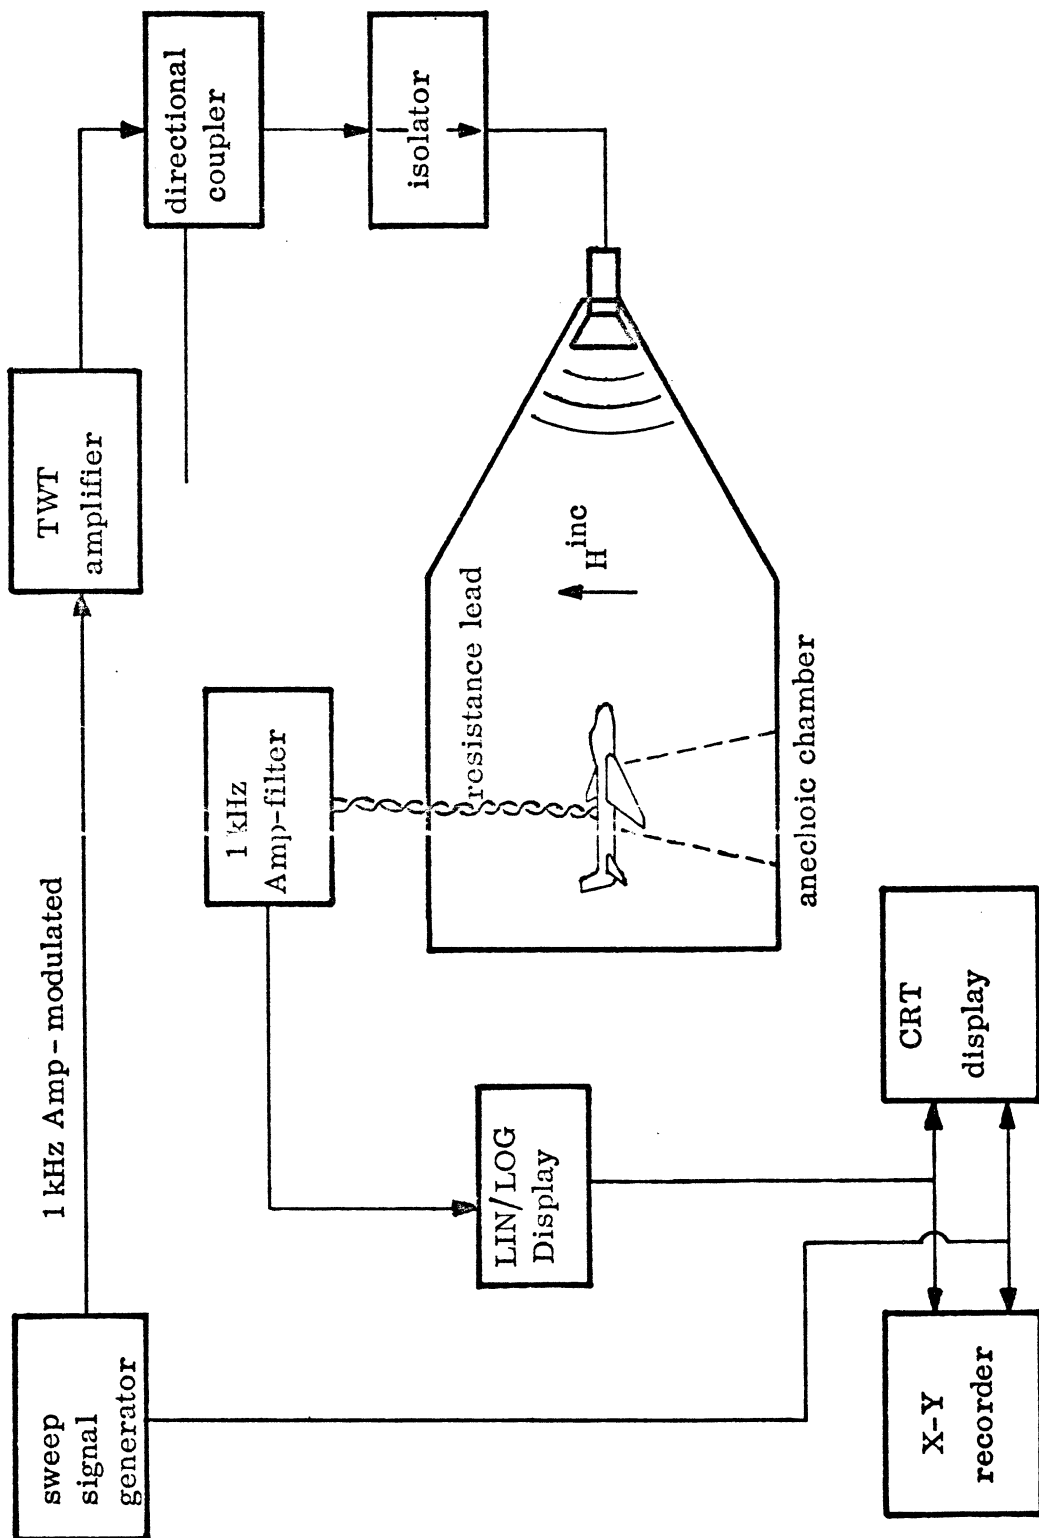 sweep
signal
generator
1 kHz Amp-modulated
TWT
amplifier
directional
coupler
isolator
1 kHz
Amp-filter
resistance lead
H inc
anechoic chamber
LIN/LOG
Display
X-Y
recorder
CRT
display